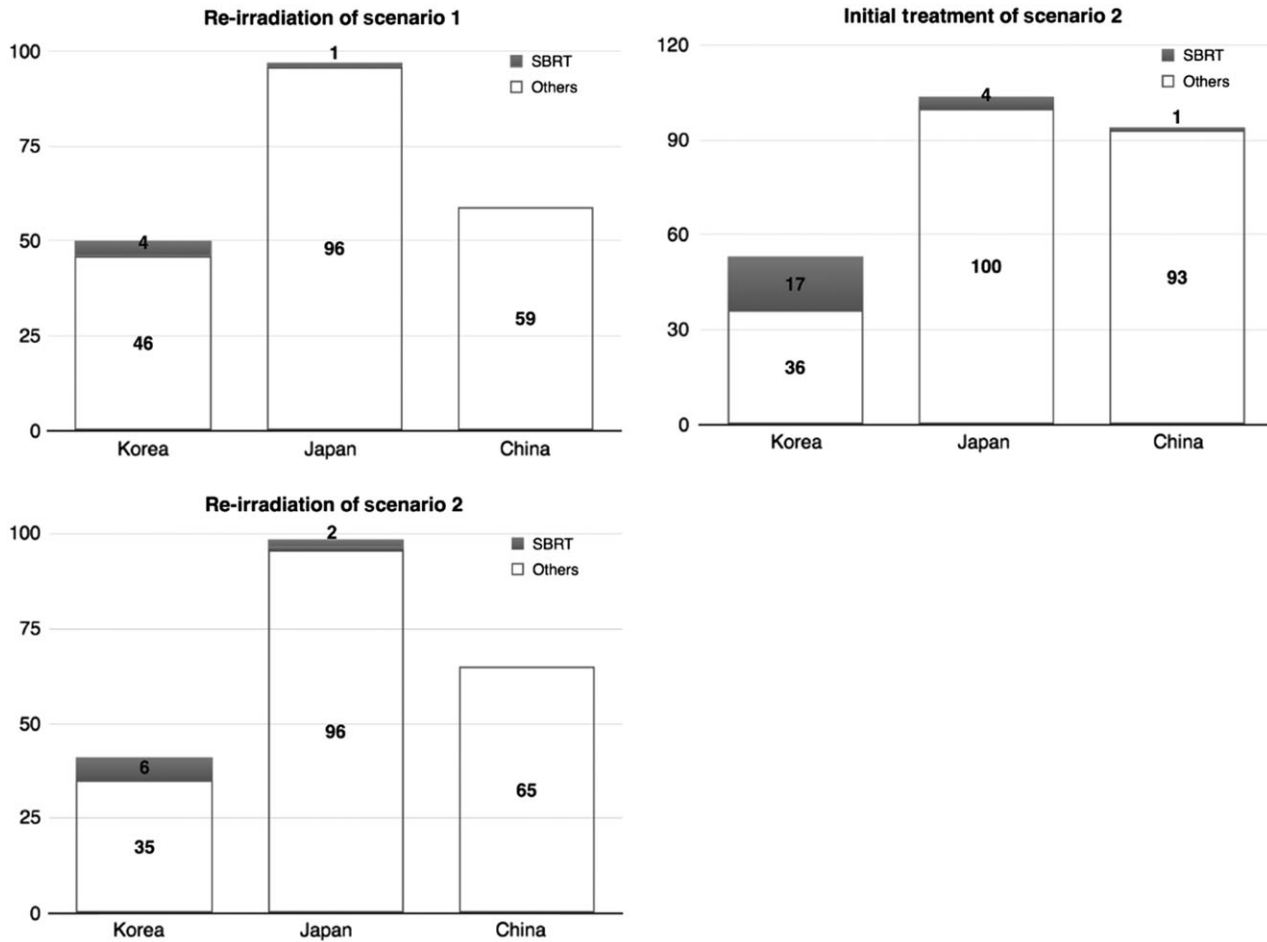 Re-irradiation of scenario 1
100
75
50
25
0
SBRT
Others
4
46
1
96
59
Korea
Japan
China
Initial treatment of scenario 2
120
90
60
30
0
SBRT
Others
17
36
4
100
1
93
Korea
Japan
China
Re-irradiation of scenario 2
100
75
50
25
0
SBRT
Others
6
35
2
96
65
Korea
Japan
China